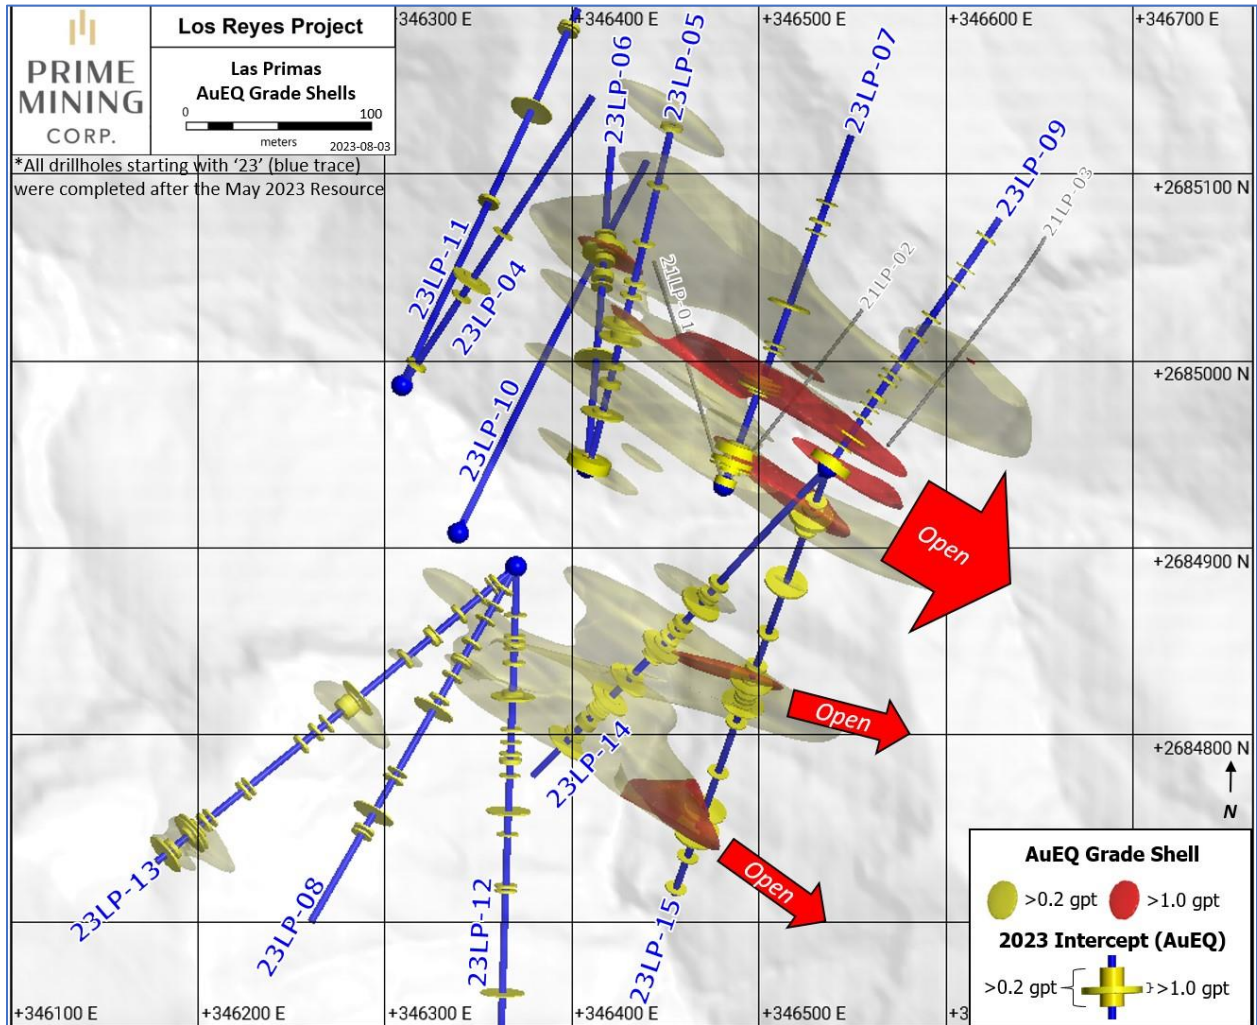 PRIME
MINING
CORP.
Los Reyes Project
Las Primas
AuEQ Grade Shells
0 100
meters
2023-08-03
*All drillholes starting with '23' (blue trace)
were completed after the May 2023 Resource
+346300 E
+346400 E
+346500 E
+346600 E
+346700 E
23LP-06
23LP-05
23LP-07
23LP-09
21LP-03
+2685100 N
23LP-11
23LP-04
21LP-01
21LP-02
+2685000 N
23LP-10
Open
+2684900 N
Open
+2684800 N
23LP-14
N
23LP-13
23LP-08
23LP-12
23LP-15
Open
AuEQ Grade Shell
>0.2 gpt
>1.0 gpt
2023 Intercept (AuEQ)
>0.2 gpt
>1.0 gpt
+346100 E
+346200 E
+346300 E
+346400 E
+346500 E
+3